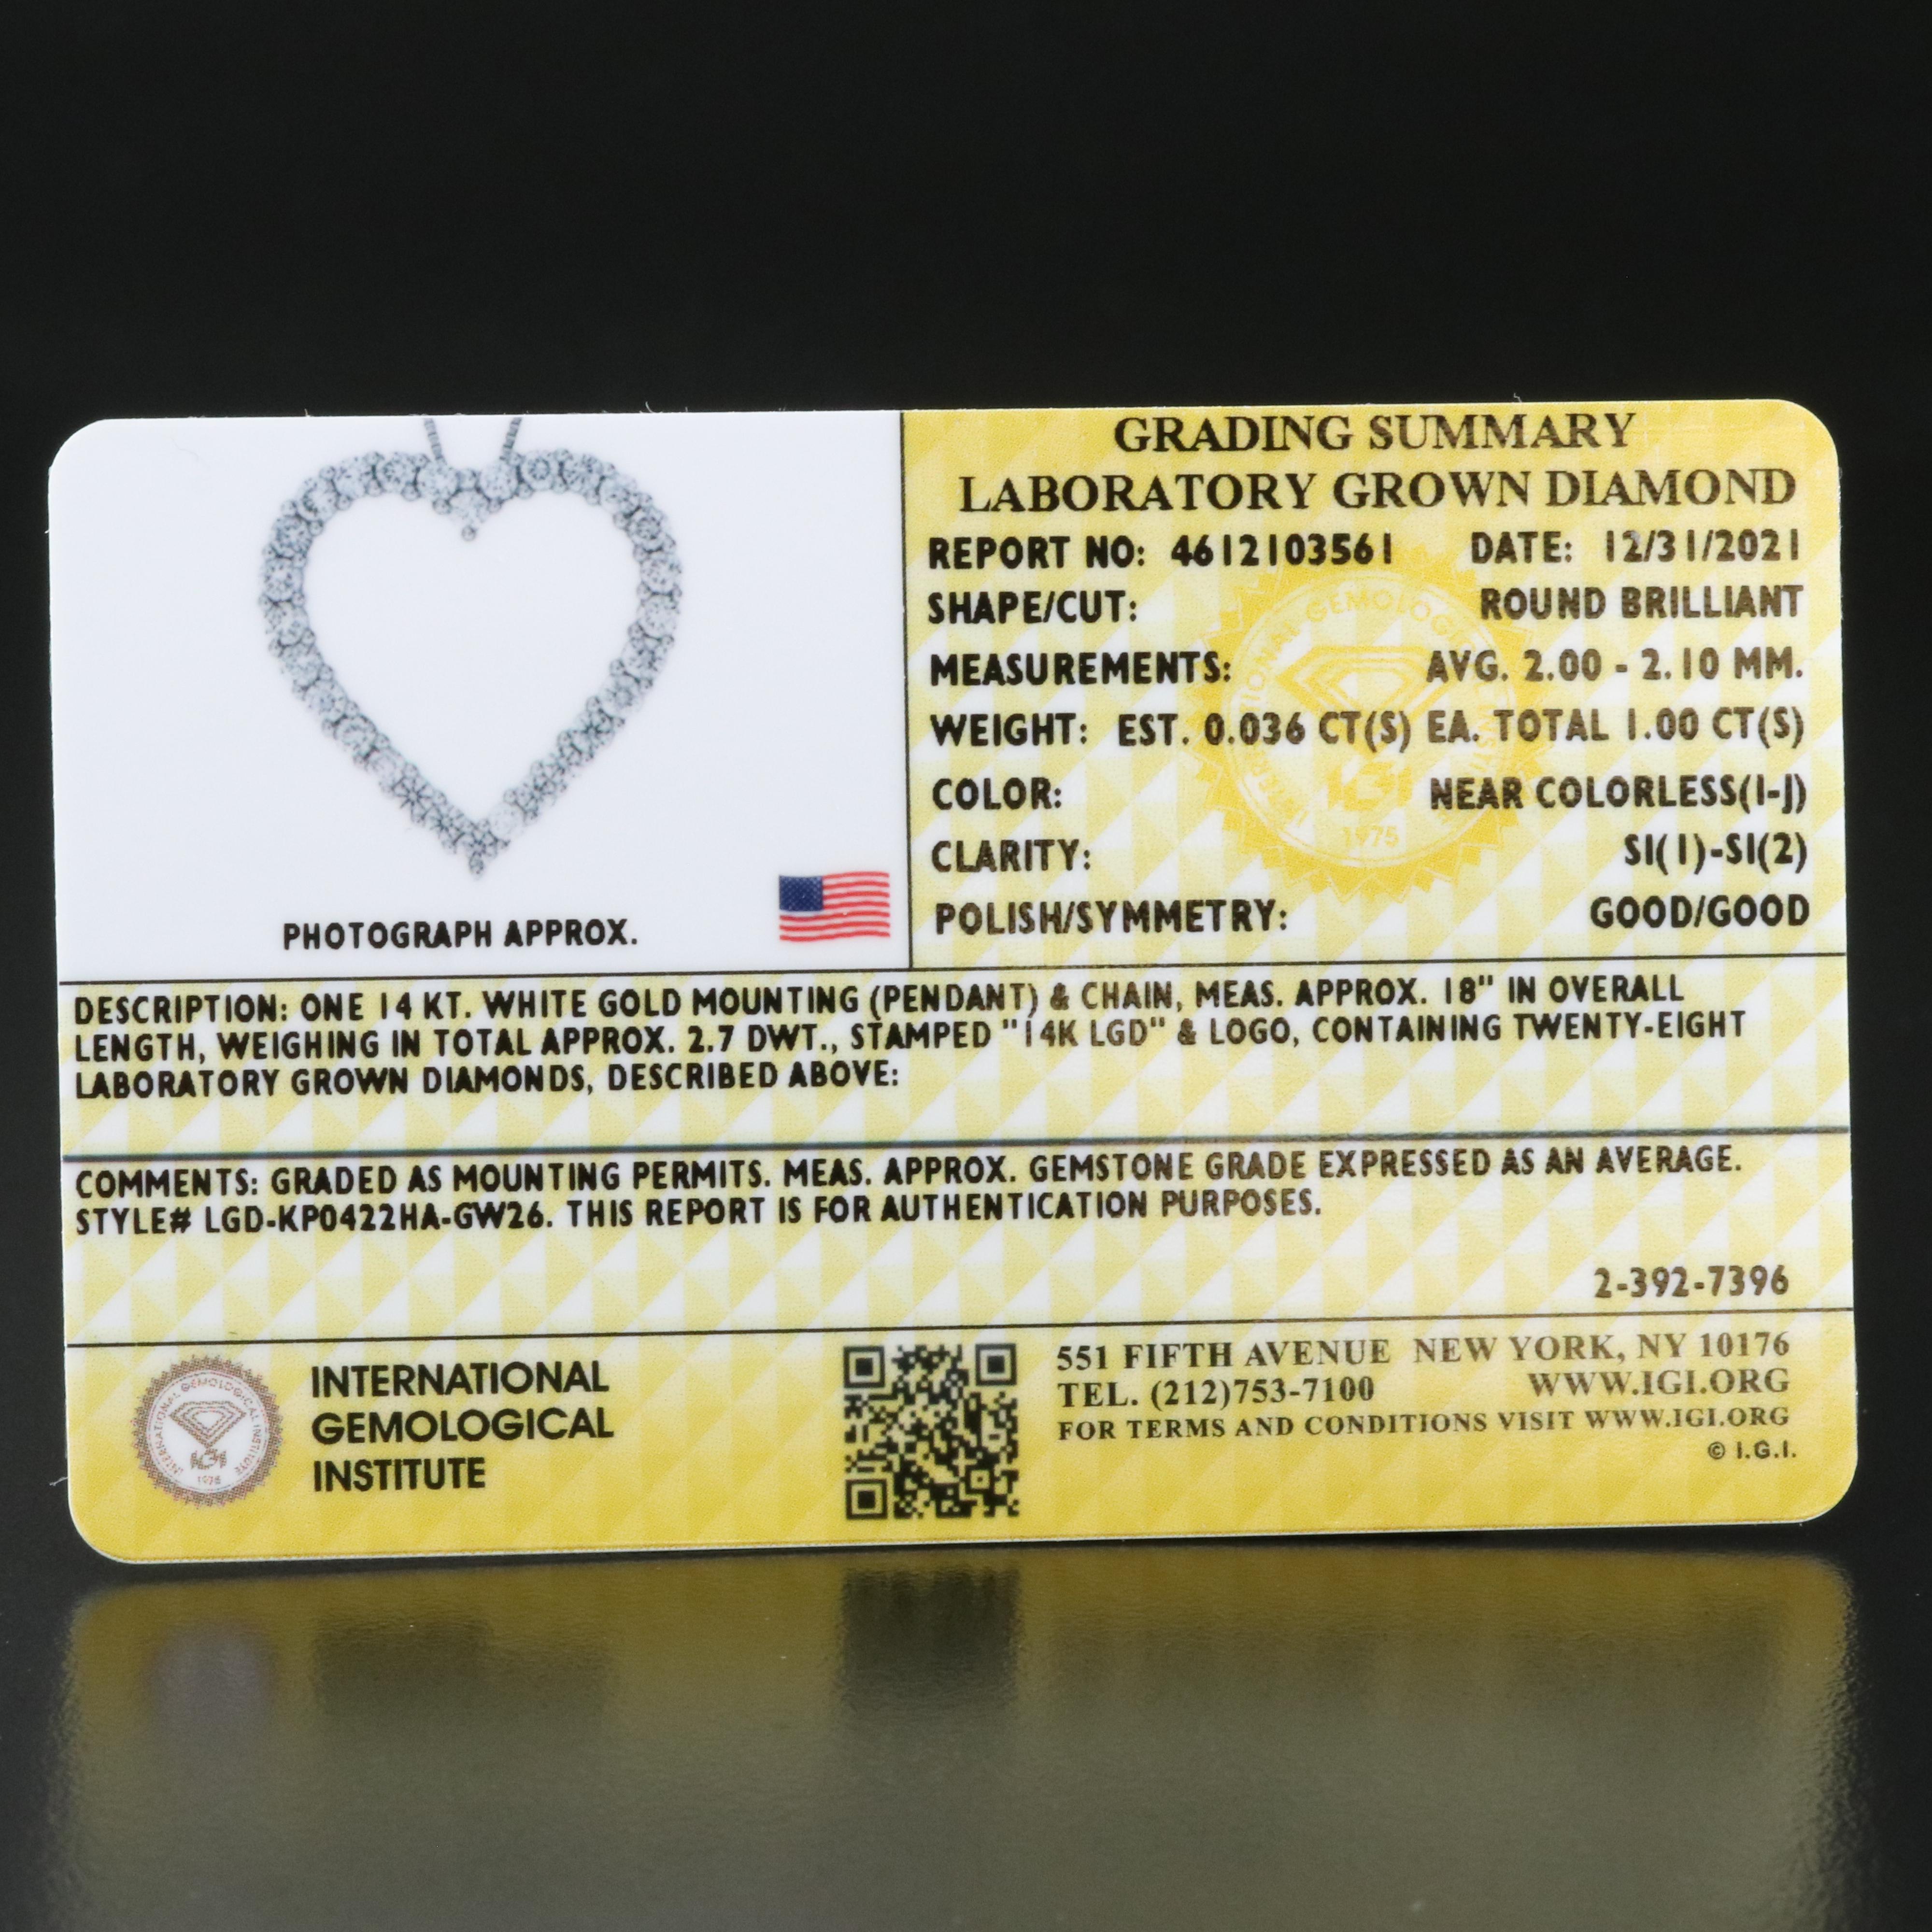 GRADING SUMMARY
LABORATORY GROWN DIAMOND
REPORT NO: 4612103561 DATE: 12/31/2021
SHAPE/CUT: ROUND BRILLIANT
MEASUREMENTS: AVG. 2.00 - 2.10 MM.
WEIGHT: EST. 0.036 CT(S) EA. TOTAL 1.00 CT(S)
COLOR: NEAR COLORLESS(I-J)
CLARITY: SI(1)-SI(2)
POLISH/SYMMETRY: GOOD/GOOD
PHOTOGRAPH APPROX.
DESCRIPTION: ONE 14 KT. WHITE GOLD MOUNTING (PENDANT) & CHAIN, MEAS. APPROX. 18" IN OVERALL
LENGTH, WEIGHING IN TOTAL APPROX. 2.7 DWT., STAMPED "14K LGD" & LOGO, CONTAINING TWENTY-EIGHT
LABORATORY GROWN DIAMONDS, DESCRIBED ABOVE:
COMMENTS: GRADED AS MOUNTING PERMITS. MEAS. APPROX. GEMSTONE GRADE EXPRESSED AS AN AVERAGE.
STYLE# LGD-KP0422HA-GW26. THIS REPORT IS FOR AUTHENTICATION PURPOSES.
2-392-7396
INTERNATIONAL GEMOLOGICAL INSTITUTE
IGI
1975
INTERNATIONAL
GEMOLOGICAL
INSTITUTE
551 FIFTH AVENUE NEW YORK, NY 10176
TEL. (212)753-7100 WWW.IGI.ORG
FOR TERMS AND CONDITIONS VISIT WWW.IGI.ORG
© I.G.I.